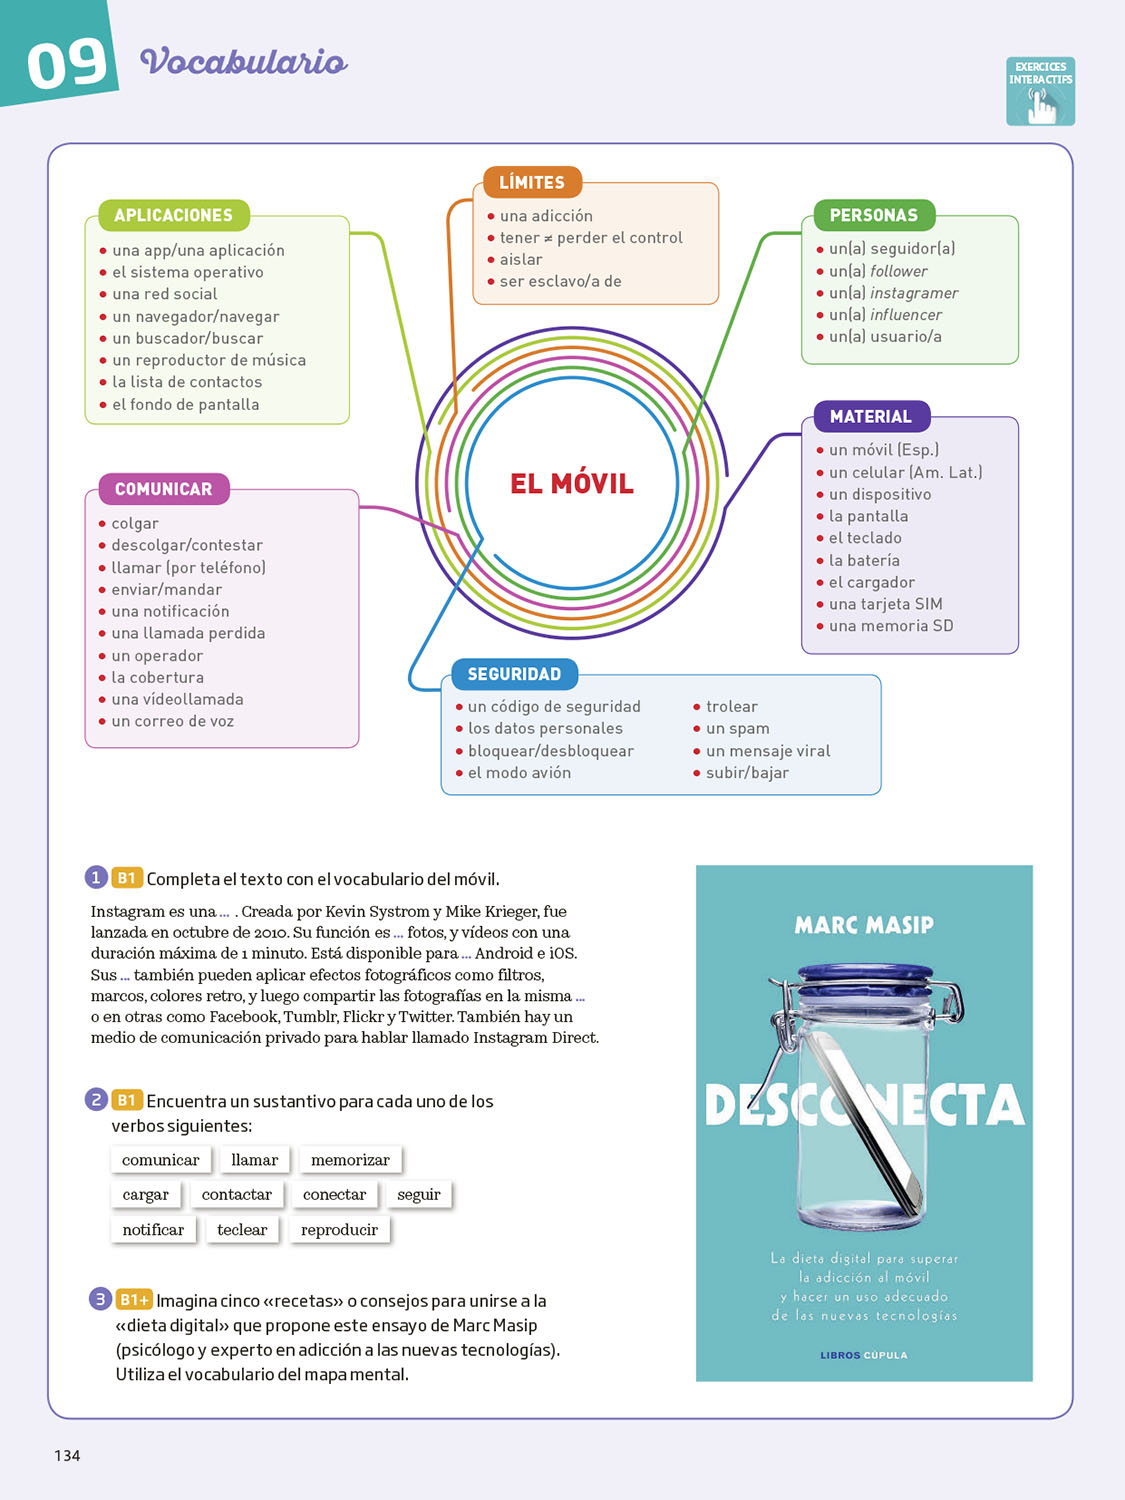 09
Vocabulario
EXERCICES
INTERACTIFS
APLICACIONES
• una app/una aplicación
• el sistema operativo
• una red social
• un navegador/navegar
• un buscador/buscar
• un reproductor de música
• la lista de contactos
• el fondo de pantalla
LÍMITES
• una adicción
• tener ≠ perder el control
• aislar
• ser esclavo/a de
PERSONAS
• un(a) seguidor(a)
• un(a) follower
• un(a) instagramer
• un(a) influencer
• un(a) usuario/a
MATERIAL
• un móvil (Esp.)
• un celular (Am. Lat.)
• un dispositivo
• la pantalla
• el teclado
• la batería
• el cargador
• una tarjeta SIM
• una memoria SD
EL MÓVIL
COMUNICAR
• colgar
• descolgar/contestar
• llamar (por teléfono)
• enviar/mandar
• una notificación
• una llamada perdida
• un operador
• la cobertura
• una vídeollamada
• un correo de voz
SEGURIDAD
• un código de seguridad
• los datos personales
• bloquear/desbloquear
• el modo avión
• trolear
• un spam
• un mensaje viral
• subir/bajar
1 B1 Completa el texto con el vocabulario del móvil.
Instagram es una ... . Creada por Kevin Systrom y Mike Krieger, fue
lanzada en octubre de 2010. Su función es ... fotos, y vídeos con una
duración máxima de 1 minuto. Está disponible para ... Android e iOS.
Sus ... también pueden aplicar efectos fotográficos como filtros,
marcos, colores retro, y luego compartir las fotografías en la misma ...
o en otras como Facebook, Tumblr, Flickr y Twitter. También hay un
medio de comunicación privado para hablar llamado Instagram Direct.
2 B1 Encuentra un sustantivo para cada uno de los
verbos siguientes:
comunicar llamar memorizar
cargar contactar conectar seguir
notificar teclear reproducir
3 B1+ Imagina cinco «recetas» o consejos para unirse a la
«dieta digital» que propone este ensayo de Marc Masip
(psicólogo y experto en adicción a las nuevas tecnologías).
Utiliza el vocabulario del mapa mental.
MARC MASIP
DESCONECTA
La dieta digital para superar
la adicción al móvil
y hacer un uso adecuado
de las nuevas tecnologías
LIBROS CÚPULA
134